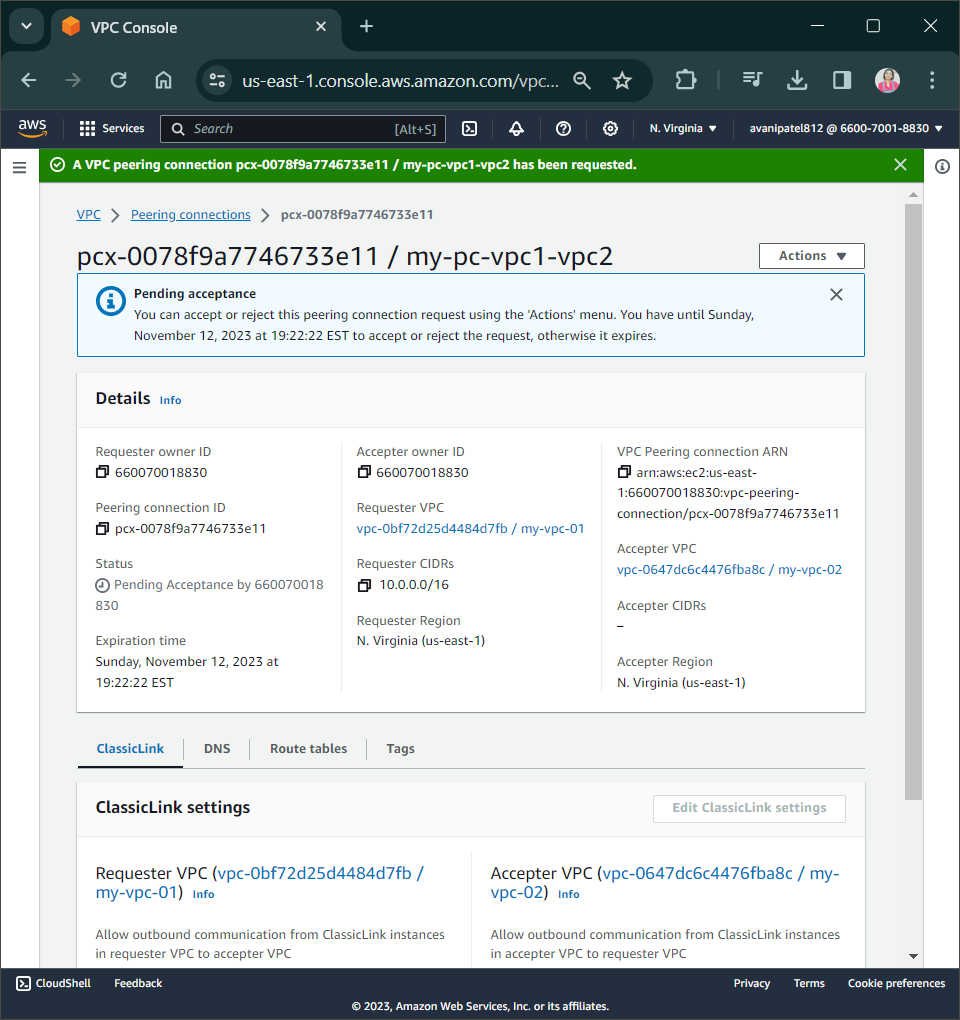 VPC Console
us-east-1.console.aws.amazon.com/vpc...
aws
Services
Search
[Alt+S]
N. Virginia
avanipatel812 @ 6600-7001-8830
A VPC peering connection pcx-0078f9a7746733e11 / my-pc-vpc1-vpc2 has been requested.
VPC
Peering connections
pcx-0078f9a7746733e11
pcx-0078f9a7746733e11 / my-pc-vpc1-vpc2
Actions
Pending acceptance
You can accept or reject this peering connection request using the 'Actions' menu. You have until Sunday,
November 12, 2023 at 19:22:22 EST to accept or reject the request, otherwise it expires.
Details Info
Requester owner ID
660070018830
Peering connection ID
pcx-0078f9a7746733e11
Status
Pending Acceptance by 660070018
830
Expiration time
Sunday, November 12, 2023 at
19:22:22 EST
Accepter owner ID
660070018830
Requester VPC
vpc-0bf72d25d4484d7fb / my-vpc-01
Requester CIDRs
10.0.0.0/16
Requester Region
N. Virginia (us-east-1)
VPC Peering connection ARN
arn:aws:ec2:us-east-
1:660070018830:vpc-peering-
connection/pcx-0078f9a7746733e11
Accepter VPC
vpc-0647dc6c4476fba8c / my-vpc-02
Accepter CIDRs
–
Accepter Region
N. Virginia (us-east-1)
ClassicLink
DNS
Route tables
Tags
ClassicLink settings
Edit ClassicLink settings
Requester VPC (vpc-0bf72d25d4484d7fb /
my-vpc-01) Info
Allow outbound communication from ClassicLink instances
in requester VPC to accepter VPC
Accepter VPC (vpc-0647dc6c4476fba8c / my-
vpc-02) Info
Allow outbound communication from ClassicLink instances
in accepter VPC to requester VPC
CloudShell
Feedback
Privacy
Terms
Cookie preferences
© 2023, Amazon Web Services, Inc. or its affiliates.